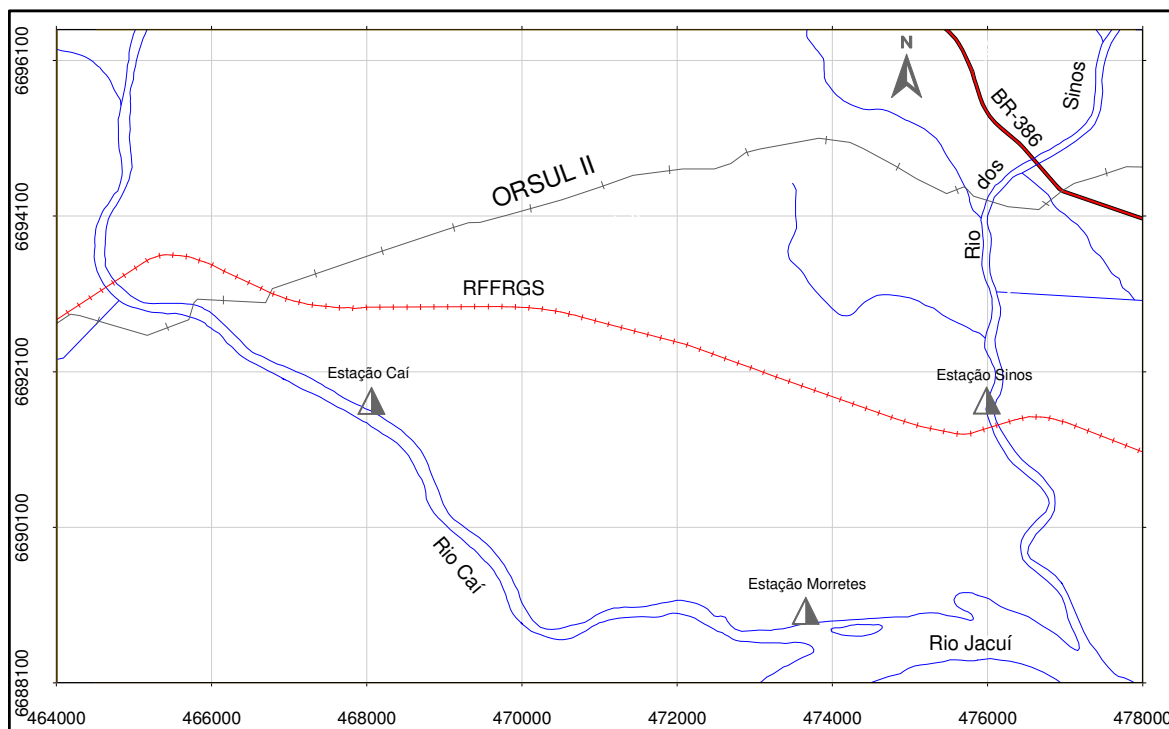 6696100
6694100
6692100
6690100
6688100
N
BR-386
Sinos
dos
Rio
ORSUL II
RFFRGS
Estação Caí
Estação Sinos
Rio Caí
Estação Morretes
Rio Jacuí
464000 466000 468000 470000 472000 474000 476000 478000